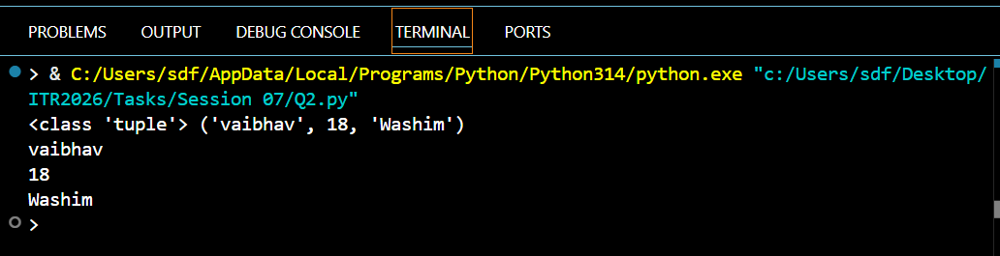 PROBLEMS OUTPUT DEBUG CONSOLE TERMINAL PORTS
> & C:/Users/sdf/AppData/Local/Programs/Python/Python314/python.exe "c:/Users/sdf/Desktop/
ITR2026/Tasks/Session 07/Q2.py"
<class 'tuple'> ('vaibhav', 18, 'Washim')
vaibhav
18
Washim
>